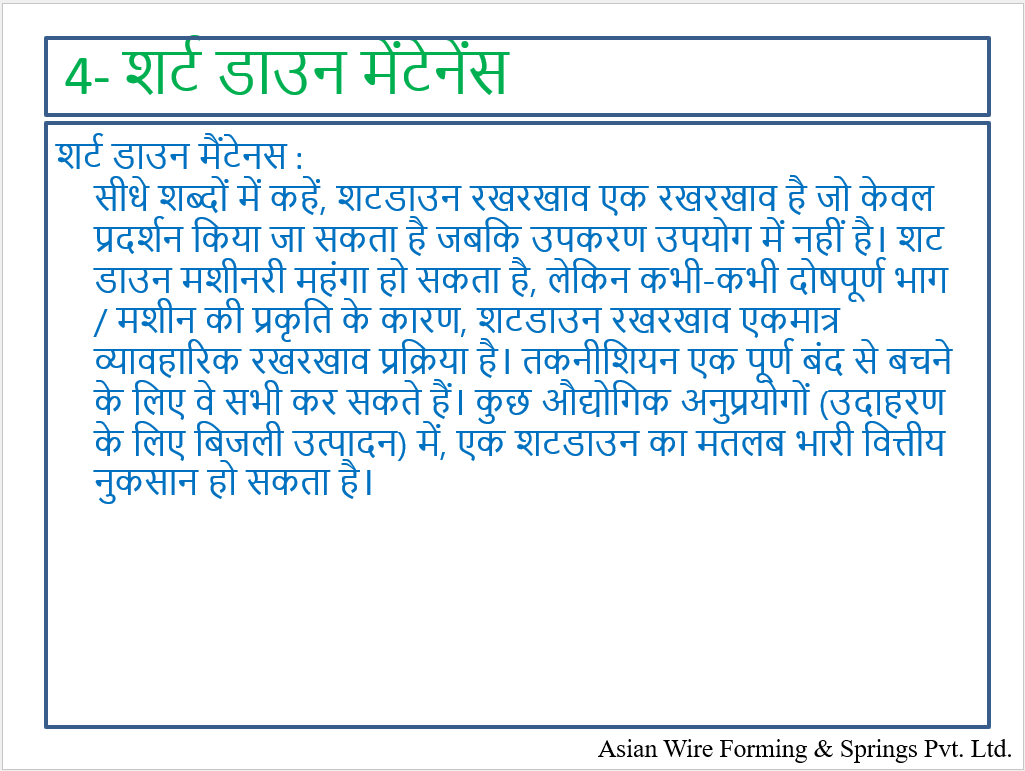 4- शर्ट डाउन मेंटेनेंस
शर्ट डाउन मैंटेनस :
सीधे शब्दों में कहें, शटडाउन रखरखाव एक रखरखाव है जो केवल
प्रदर्शन किया जा सकता है जबकि उपकरण उपयोग में नहीं है। शट
डाउन मशीनरी महंगा हो सकता है, लेकिन कभी-कभी दोषपूर्ण भाग
/ मशीन की प्रकृति के कारण, शटडाउन रखरखाव एकमात्र
व्यावहारिक रखरखाव प्रक्रिया है। तकनीशियन एक पूर्ण बंद से बचने
के लिए वे सभी कर सकते हैं। कुछ औद्योगिक अनुप्रयोगों (उदाहरण
के लिए बिजली उत्पादन) में, एक शटडाउन का मतलब भारी वित्तीय
नुकसान हो सकता है।
Asian Wire Forming & Springs Pvt. Ltd.